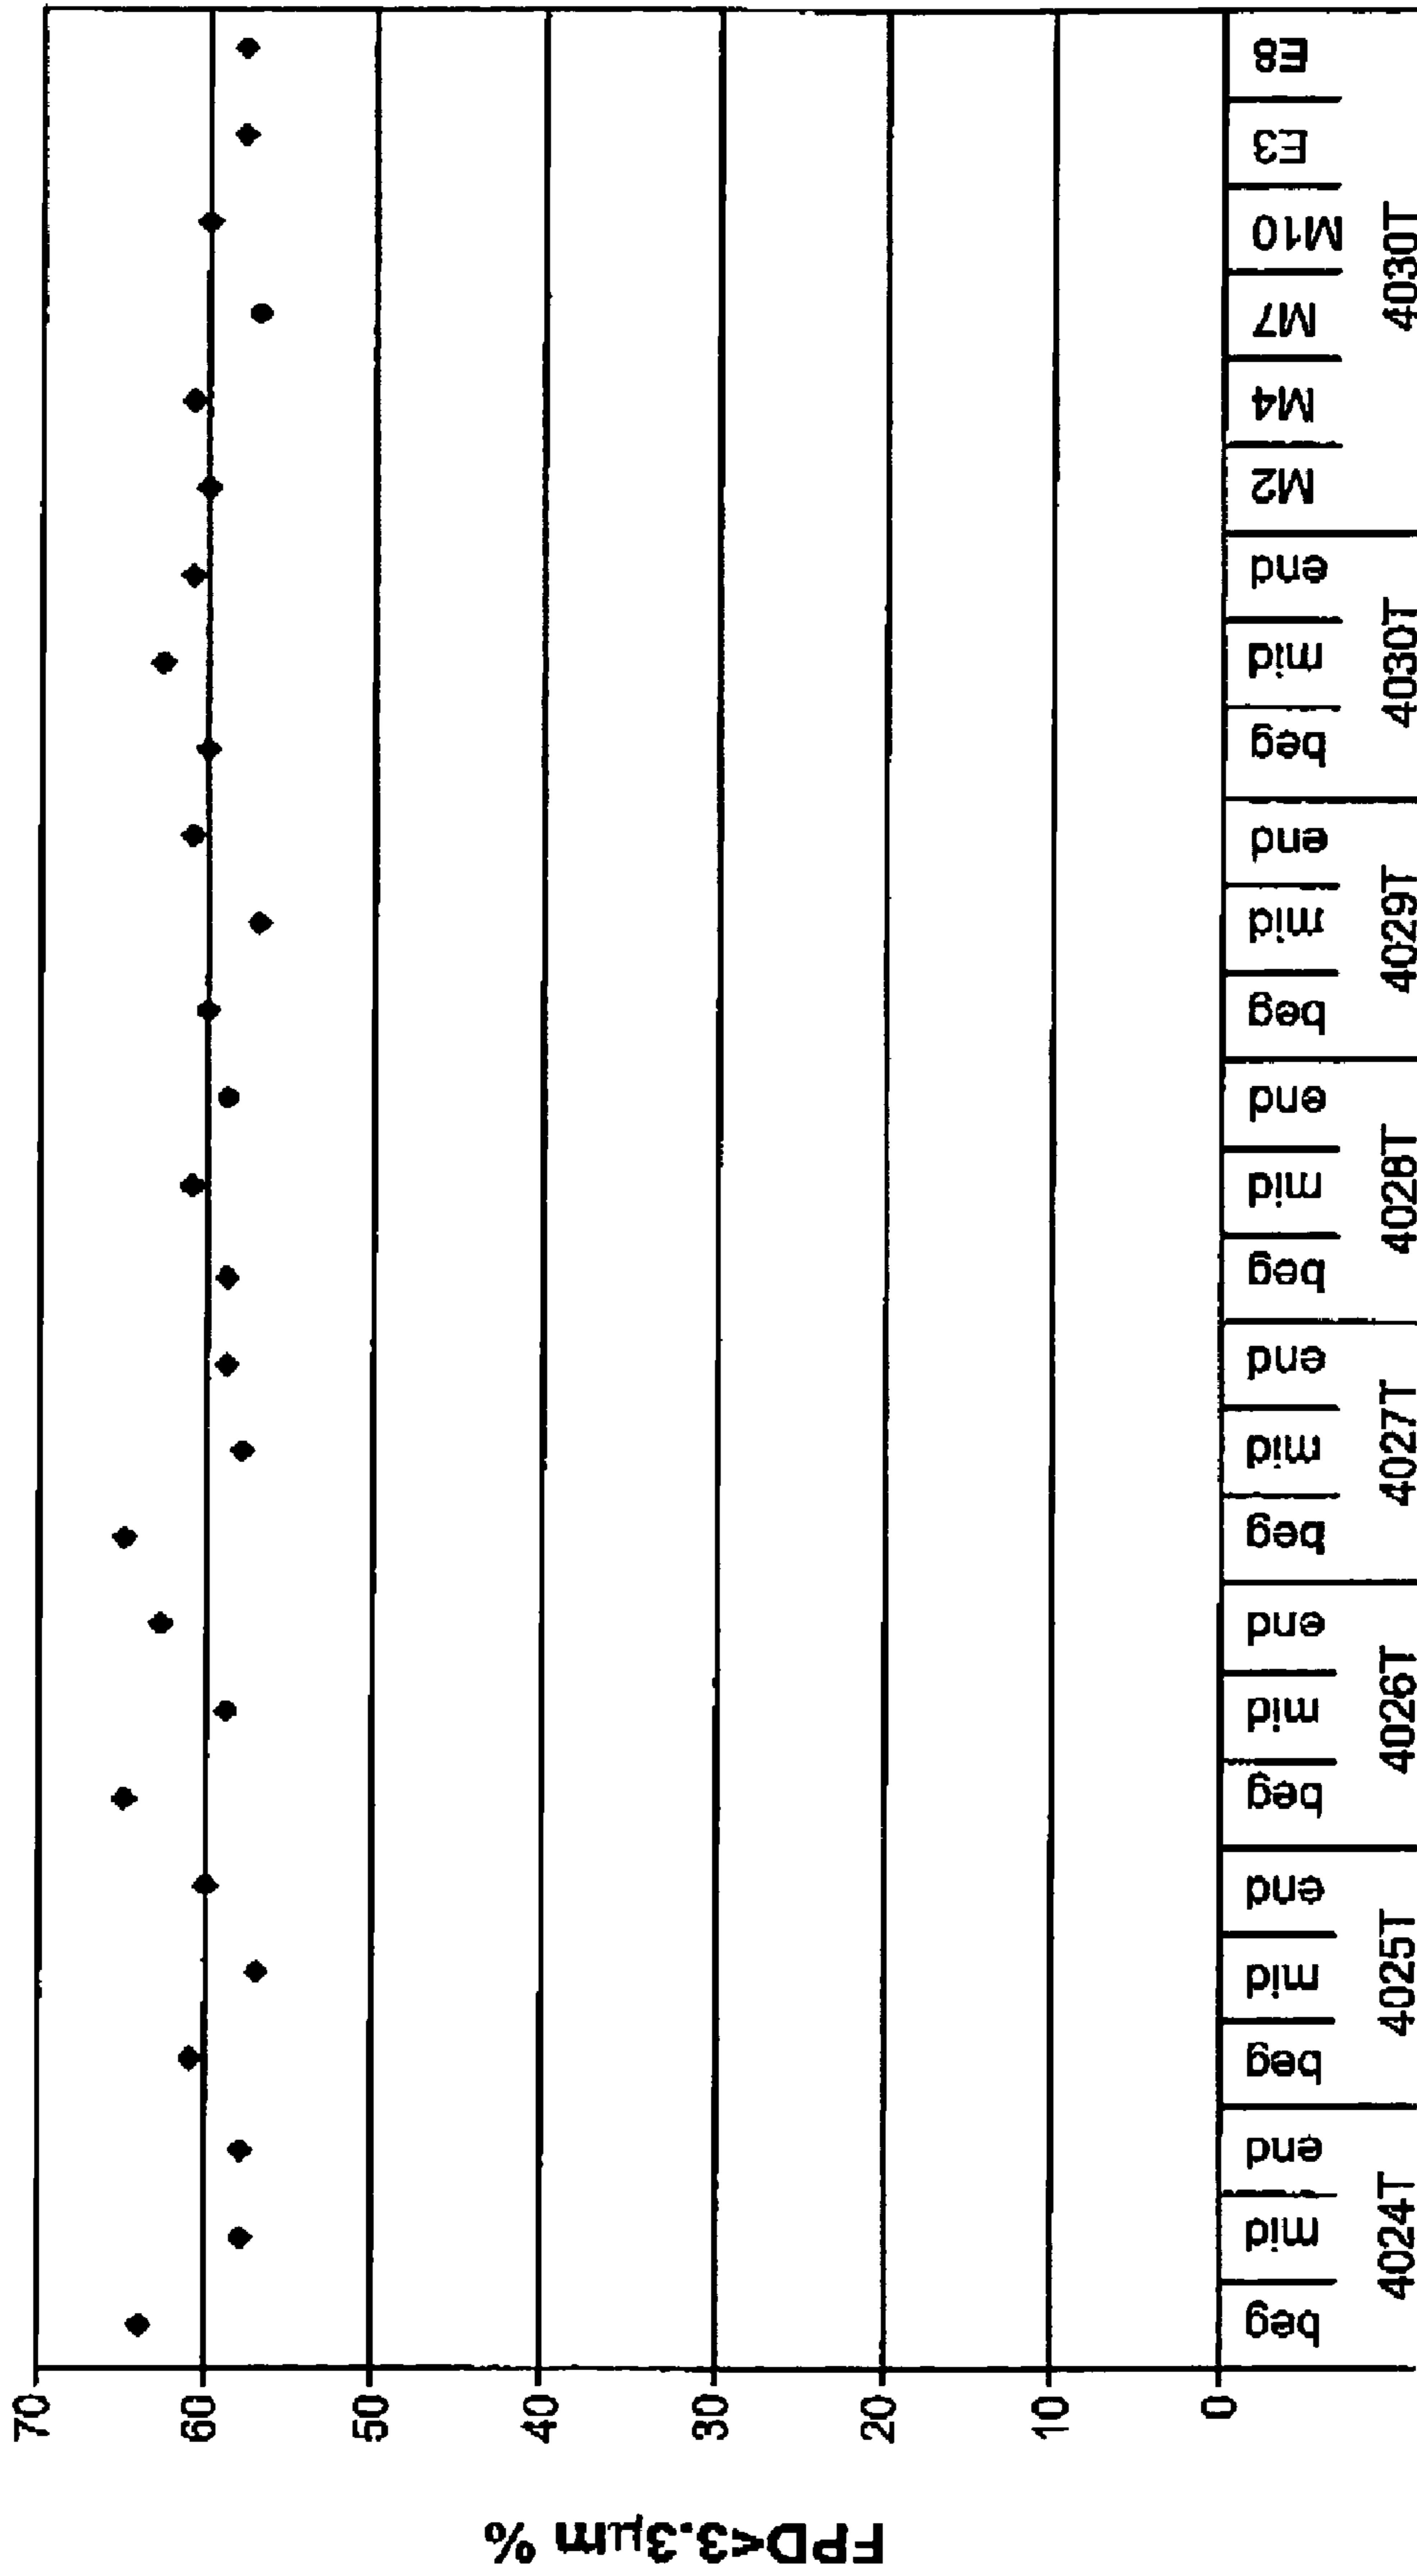 FPD<3.3µm %
70
60
50
40
30
20
10
0
beg mid end beg mid end beg mid end beg mid end beg mid end beg mid end beg mid end M2 M4 M7 M10 E3 E8
4024T 4025T 4026T 4027T 4028T 4029T 4030T 4030T